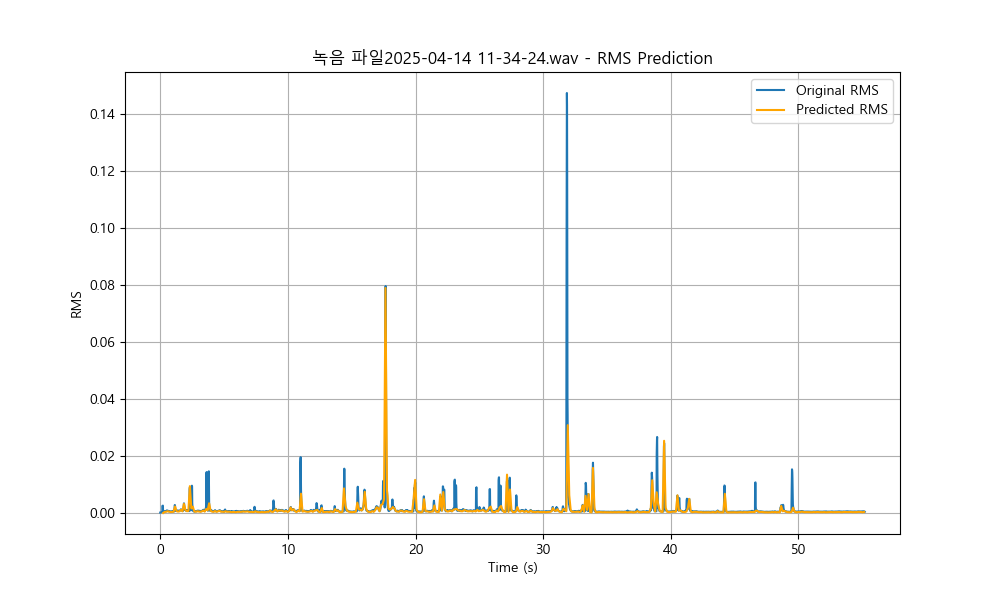 녹음 파일2025-04-14 11-34-24.wav - RMS Prediction
Original RMS
Predicted RMS
0.14
0.12
0.10
0.08
0.06
0.04
0.02
0.00
RMS
0 10 20 30 40 50
Time (s)